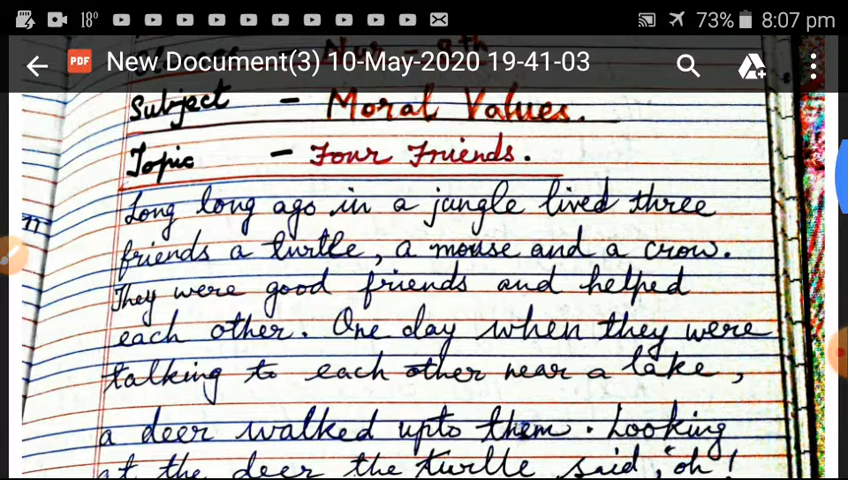 18° 73% 8:07 pm
PDF New Document(3) 10-May-2020 19-41-03
Subject - Moral Values.
Topic - Four Friends.
Long long ago in a jungle lived three
friends a turtle, a mouse and a crow.
They were good friends and helped
each other. One day when they were
talking to each other near a lake,
a deer walked upto them. Looking
at the deer the turtle said, "oh!